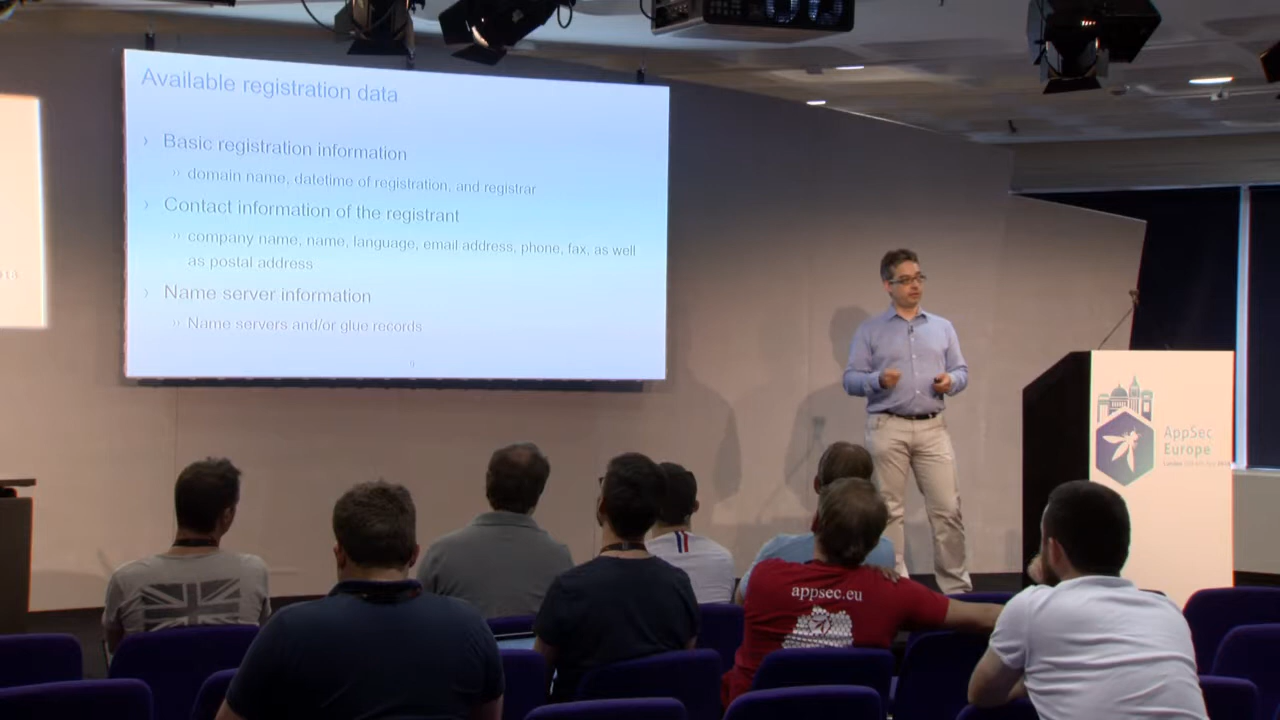 Available registration data
› Basic registration information
» domain name, datetime of registration, and registrar
› Contact information of the registrant
» company name, name, language, email address, phone, fax, as well
as postal address
› Name server information
» Name servers and/or glue records
9
AppSec
Europe
appsec.eu